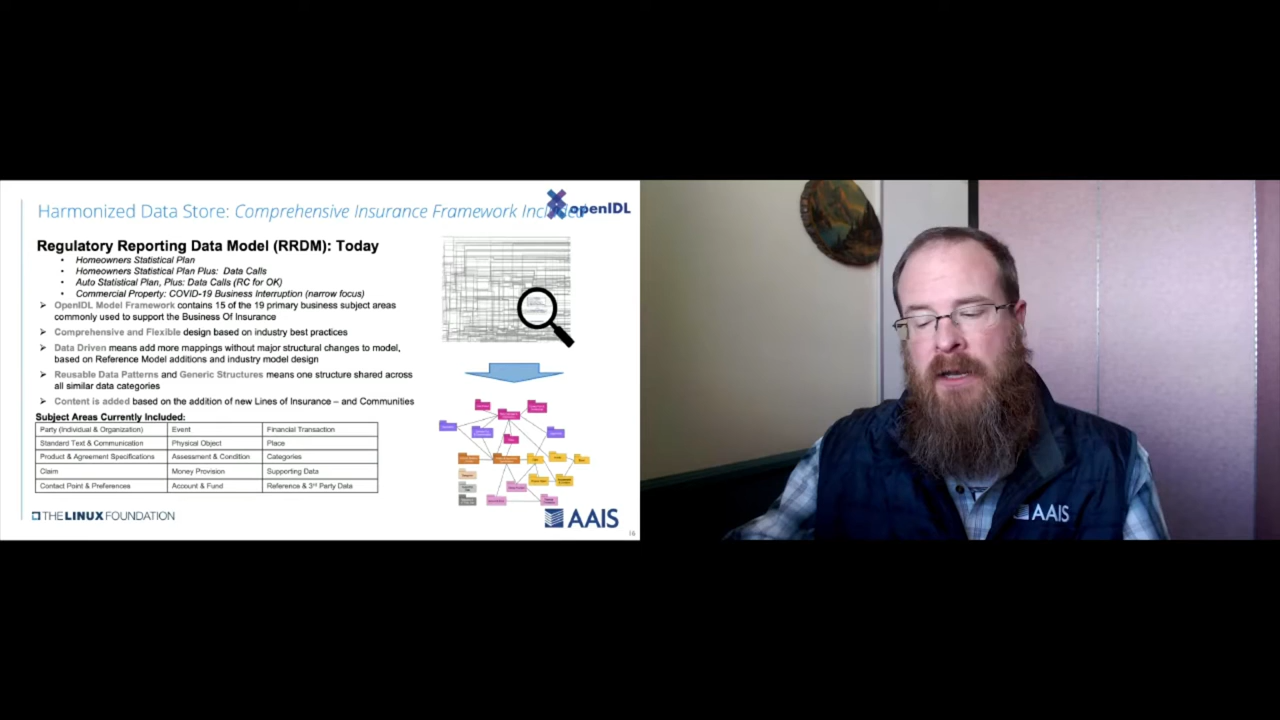 Harmonized Data Store: Comprehensive Insurance Framework
openIDL
Regulatory Reporting Data Model (RRDM): Today
• Homeowners Statistical Plan
• Homeowners Statistical Plan Plus: Data Calls
• Auto Statistical Plan, Plus: Data Calls (RC for OK)
• Commercial Property: COVID-19 Business Interruption (narrow focus)
➢ OpenIDL Model Framework contains 15 of the 19 primary business subject areas
commonly used to support the Business Of Insurance
➢ Comprehensive and Flexible design based on industry best practices
➢ Data Driven means add more mappings without major structural changes to model,
based on Reference Model additions and industry model design
➢ Reusable Data Patterns and Generic Structures means one structure shared across
all similar data categories
➢ Content is added based on the addition of new Lines of Insurance – and Communities
Subject Areas Currently Included:
Party (Individual & Organization) Event Financial Transaction
Standard Text & Communication Physical Object Place
Product & Agreement Specifications Assessment & Condition Categories
Claim Money Provision Supporting Data
Contact Point & Preferences Account & Fund Reference & 3rd Party Data
THE LINUX FOUNDATION
AAIS
16
AAIS